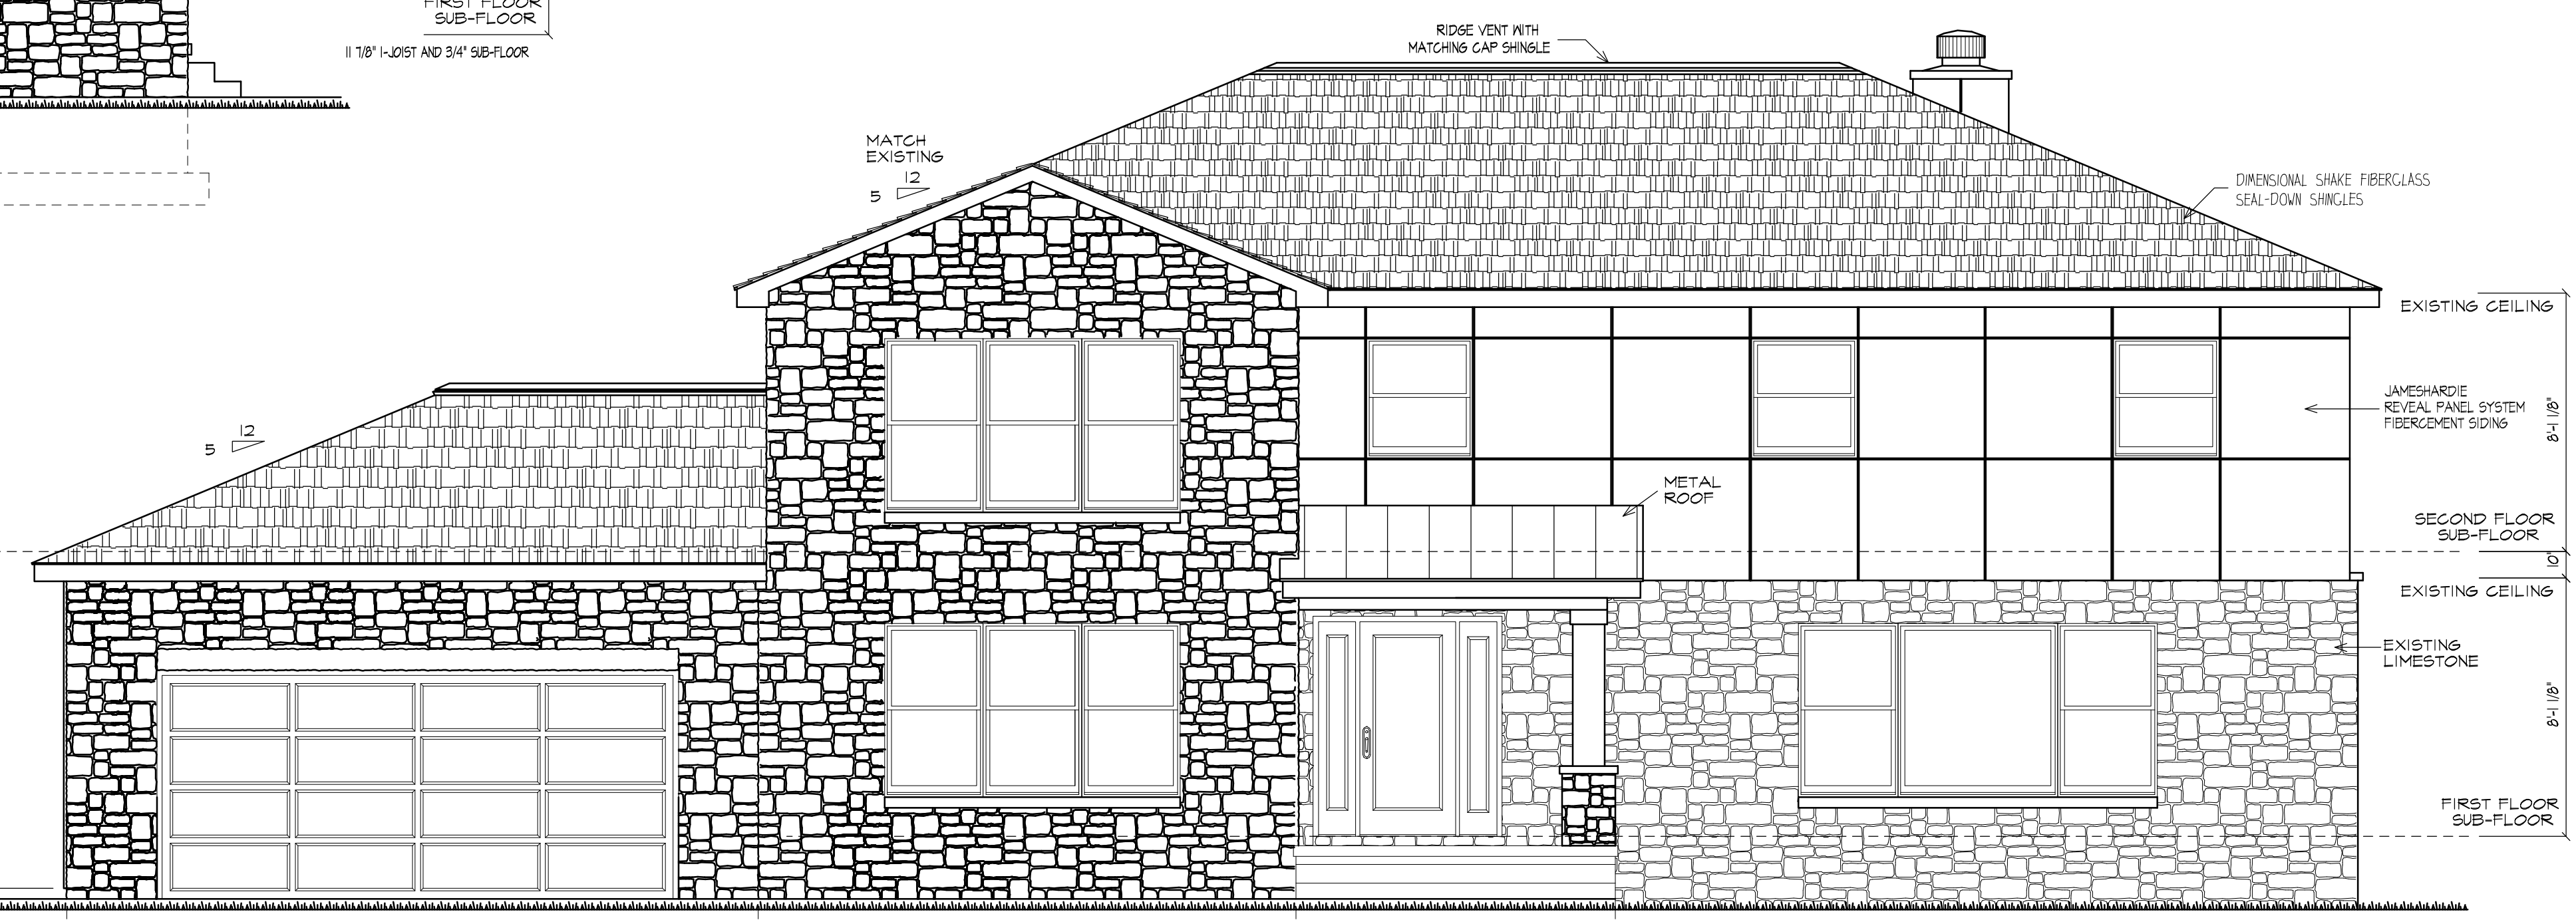 FIRST FLOOR
SUB-FLOOR
11 7/8" I-JOIST AND 3/4" SUB-FLOOR
RIDGE VENT WITH
MATCHING CAP SHINGLE
MATCH
EXISTING
12
5
DIMENSIONAL SHAKE FIBERGLASS
SEAL-DOWN SHINGLES
EXISTING CEILING
JAMESHARDIE
REVEAL PANEL SYSTEM
FIBERCEMENT SIDING
8'-1 1/8"
12
5
METAL
ROOF
SECOND FLOOR
SUB-FLOOR
10"
EXISTING CEILING
EXISTING
LIMESTONE
8'-1 1/8"
FIRST FLOOR
SUB-FLOOR